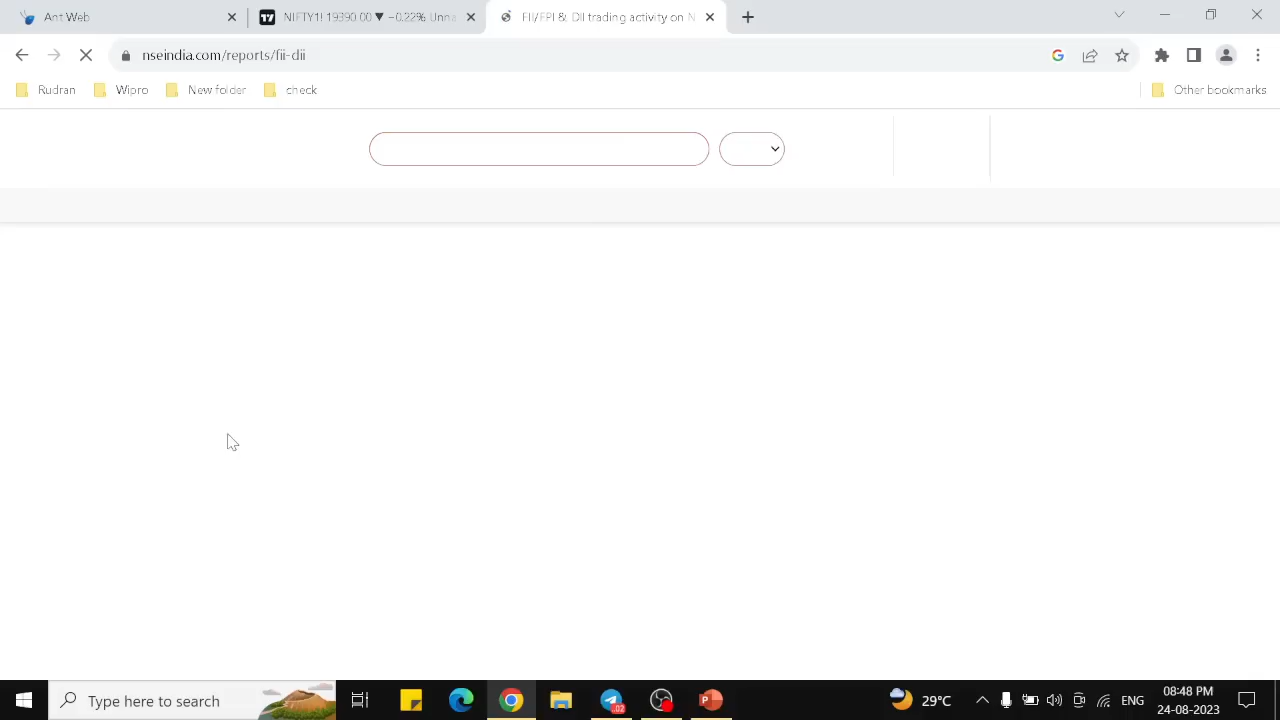 Ant Web
NIFTY1! 19390.00 ▼ −0.22% Unna
FII/FPI & DII trading activity on N
nseindia.com/reports/fii-dii
Rudran
Wipro
New folder
check
Other bookmarks
Type here to search
29°C
ENG
08:48 PM
24-08-2023